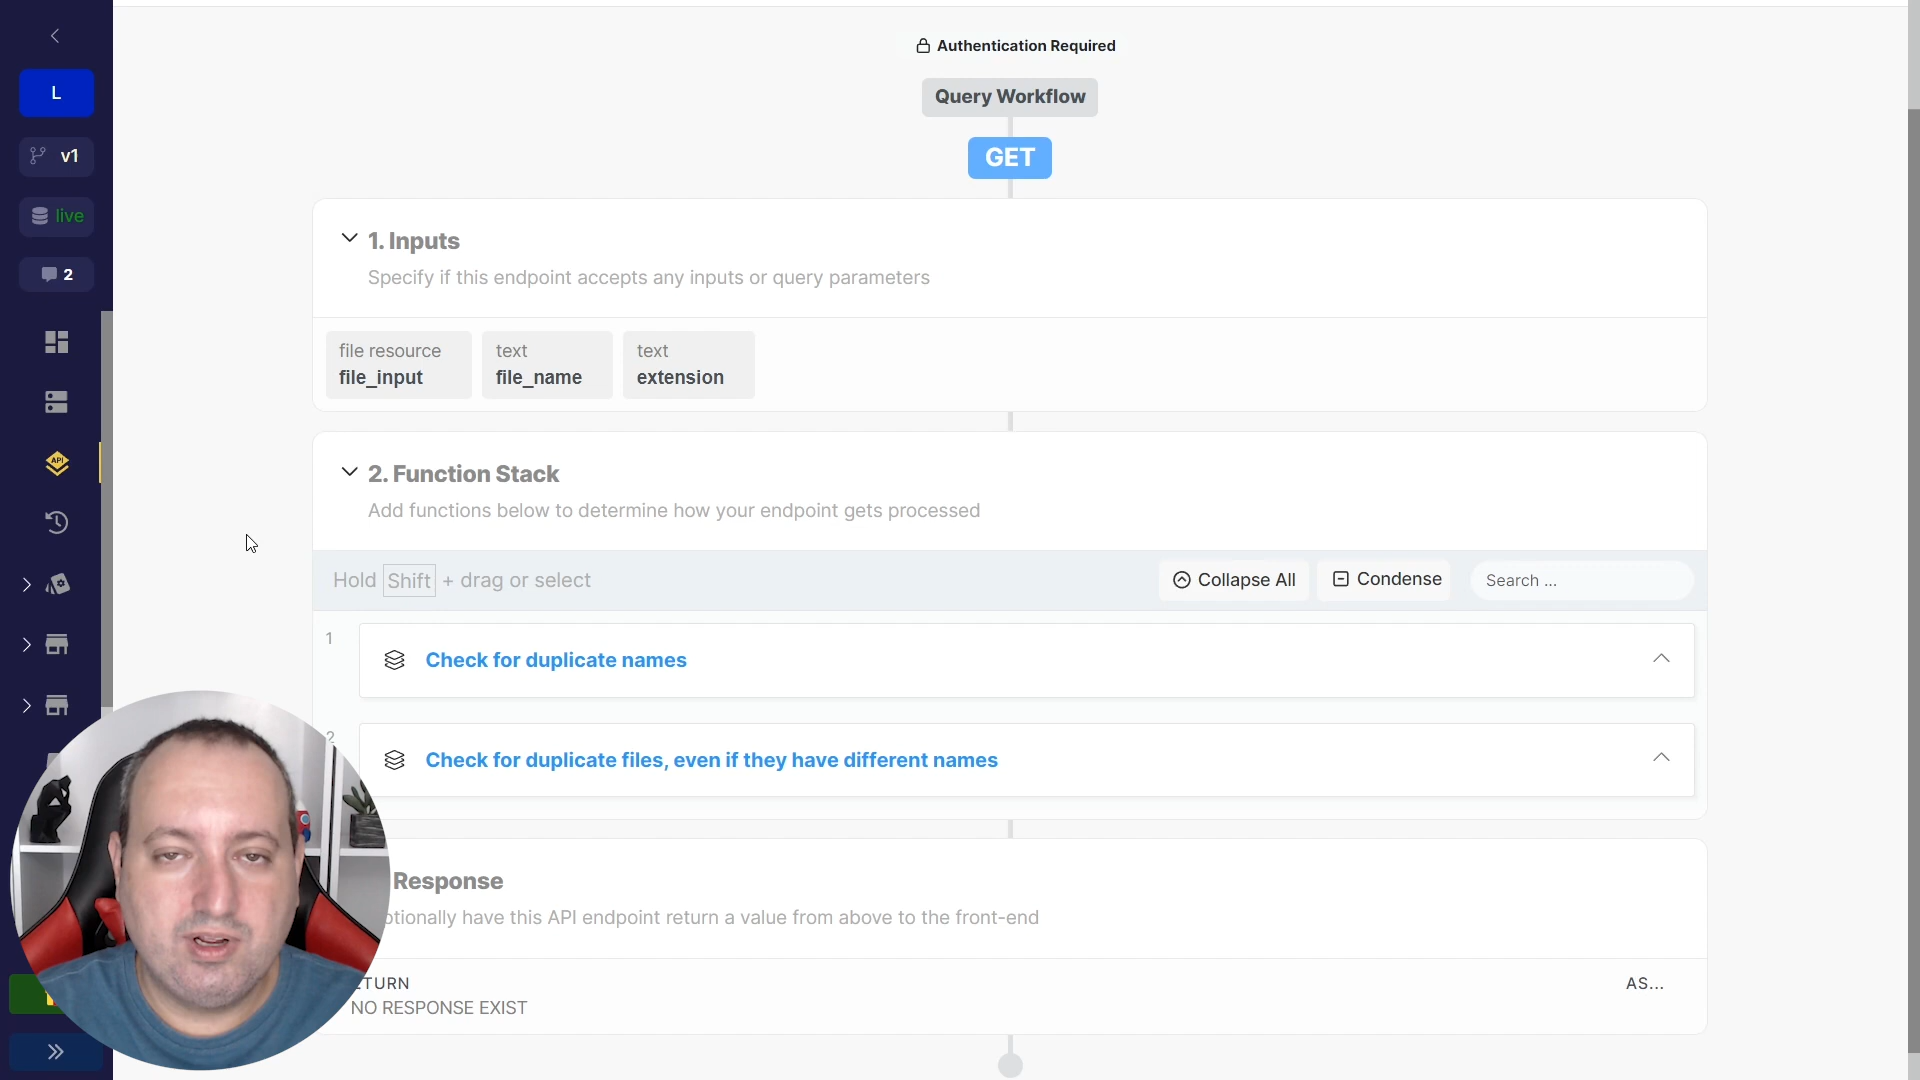 Authentication Required
Query Workflow
GET
L
v1
live
2
1. Inputs
Specify if this endpoint accepts any inputs or query parameters
file resource
file_input
text
file_name
text
extension
2. Function Stack
Add functions below to determine how your endpoint gets processed
Hold Shift + drag or select
Collapse All
Condense
Search ...
1
Check for duplicate names
2
Check for duplicate files, even if they have different names
Response
have this API endpoint return a value from above to the front-end
AS...
NO RESPONSE EXIST